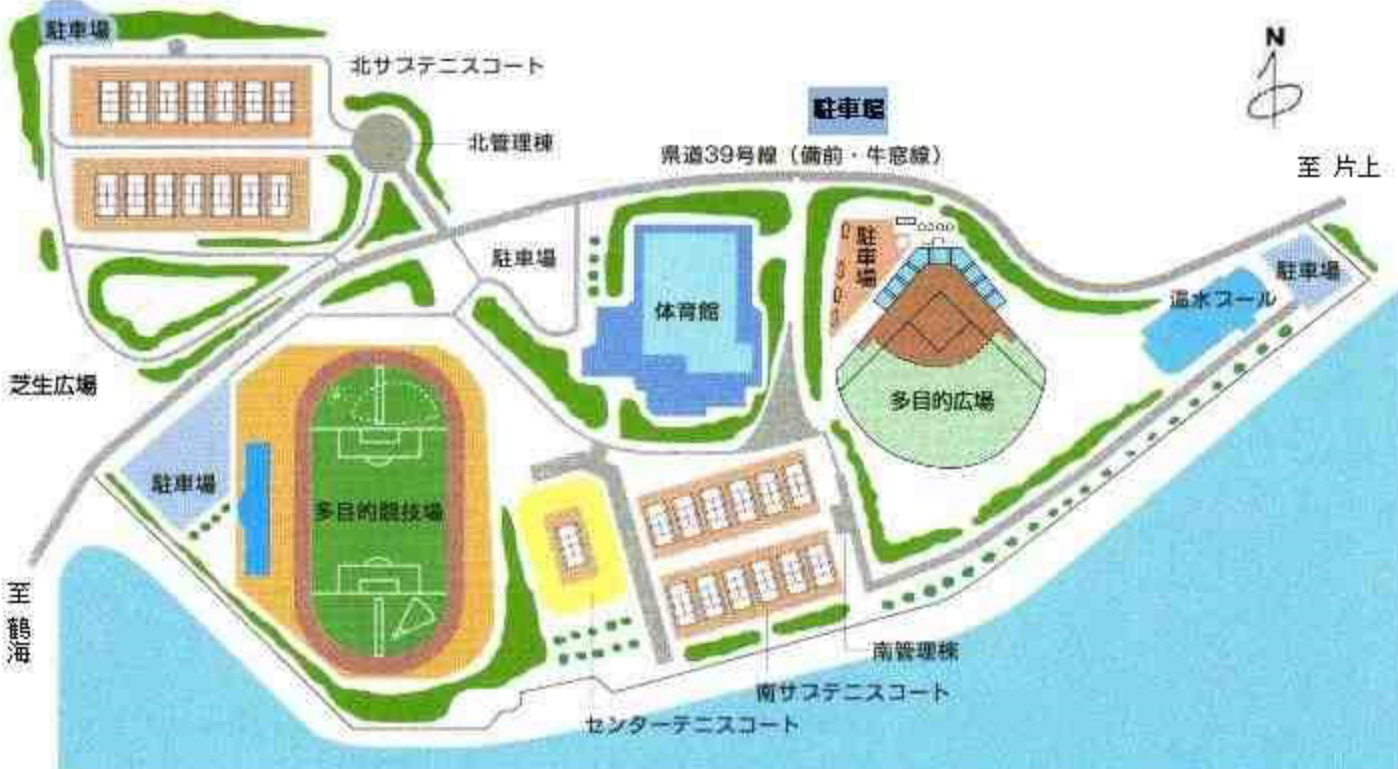 駐車場
北サブテニスコート
N
駐車場
北管理棟
県道39号線（備前・牛窓線）
至 片上
駐車場
駐車場
駐車場
温水プール
体育館
芝生広場
多目的広場
駐車場
多目的競技場
至 鶴海
南管理棟
南サブテニスコート
センターテニスコート